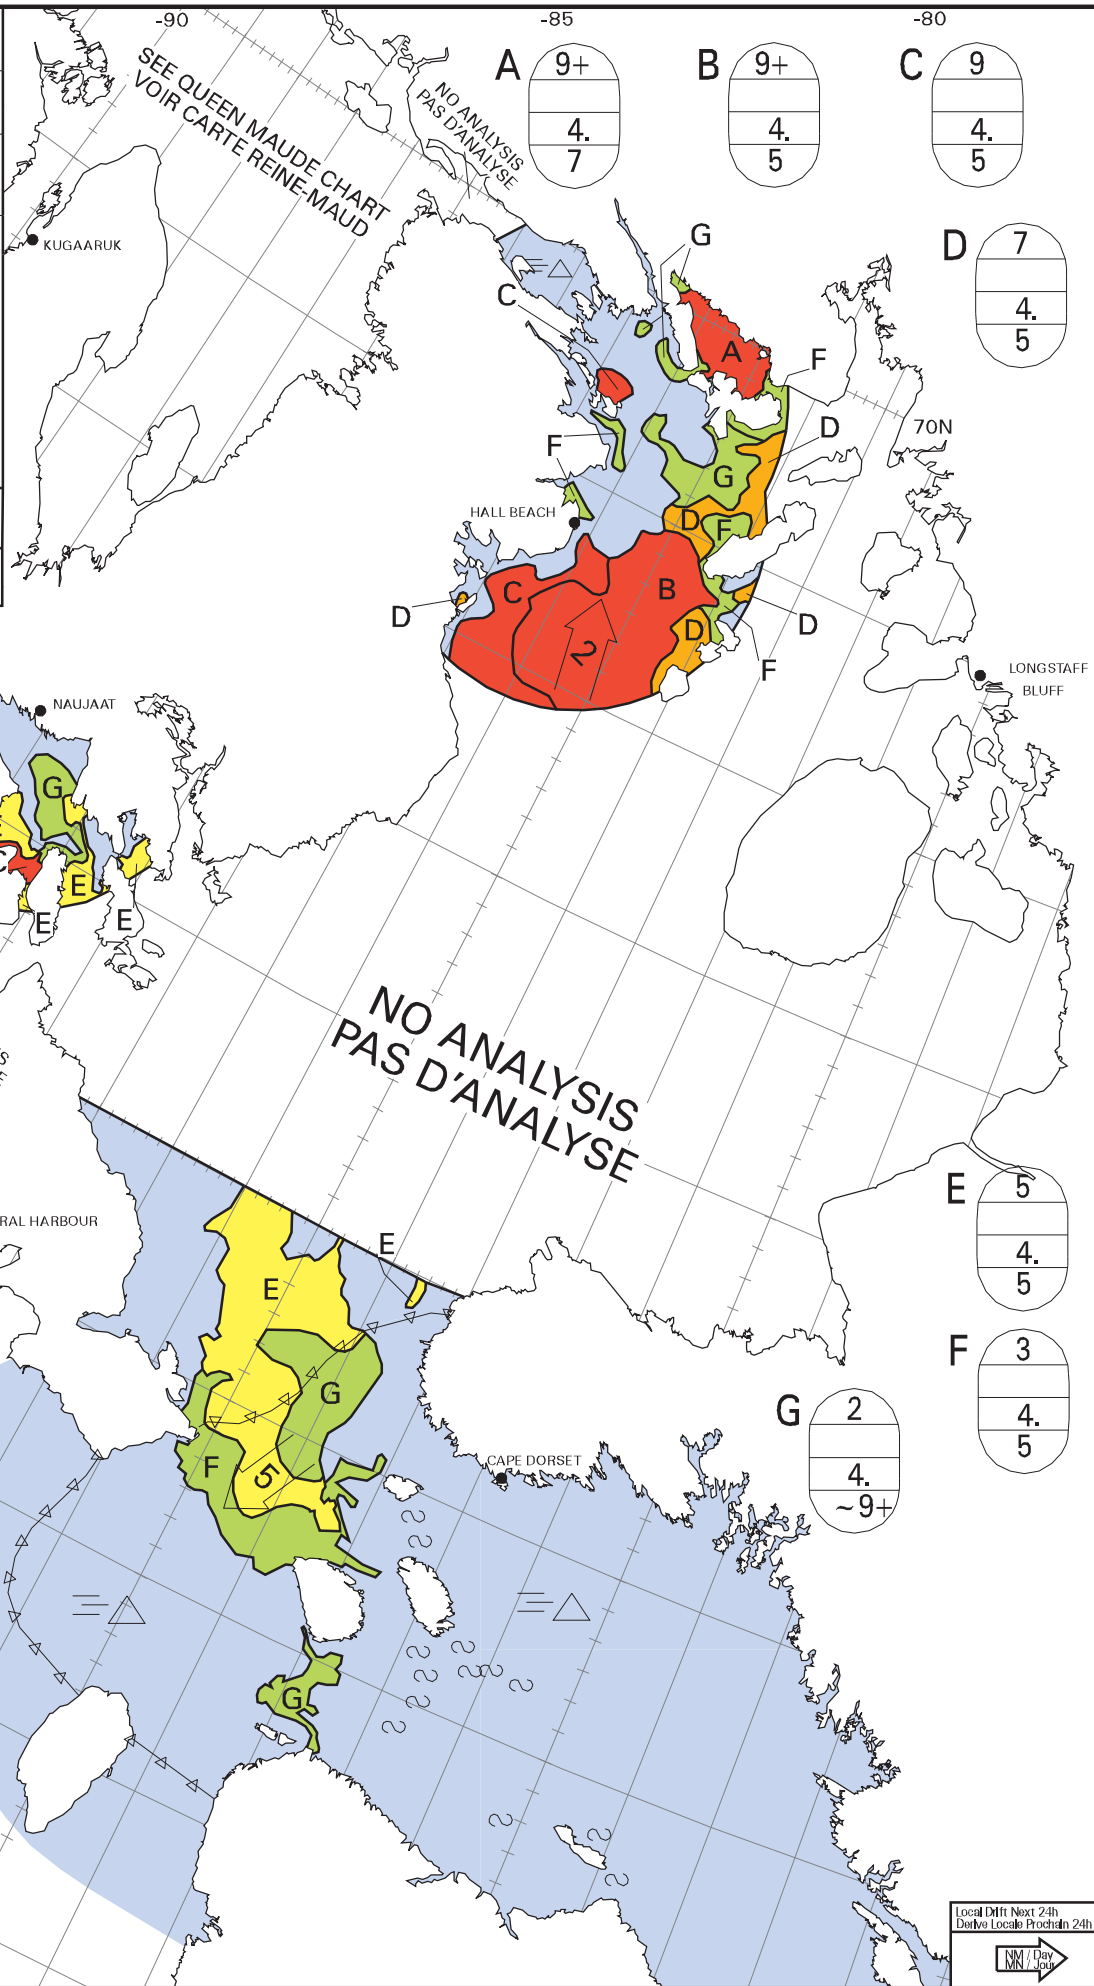 -90
-85
-80
SEE QUEEN MAUDE CHART
VOIR CARTE REINE-MAUD
NO ANALYSIS
PAS D'ANALYSE
A
9+
4.
7
B
9+
4.
5
C
9
4.
5
D
7
4.
5
KUGAARUK
G
C
A
F
D
70N
F
G
HALL BEACH
D
F
C
B
D
D
D
2
F
LONGSTAFF
BLUFF
NAUJAAT
G
C
E
E
E
NO ANALYSIS
PAS D'ANALYSE
E
5
4.
5
RAL HARBOUR
E
E
F
3
4.
5
G
G
2
4.
~9+
F
5
CAPE DORSET
G
Local Drift Next 24h
Derive Locale Prochain 24h
NM / Day
MN / Jour